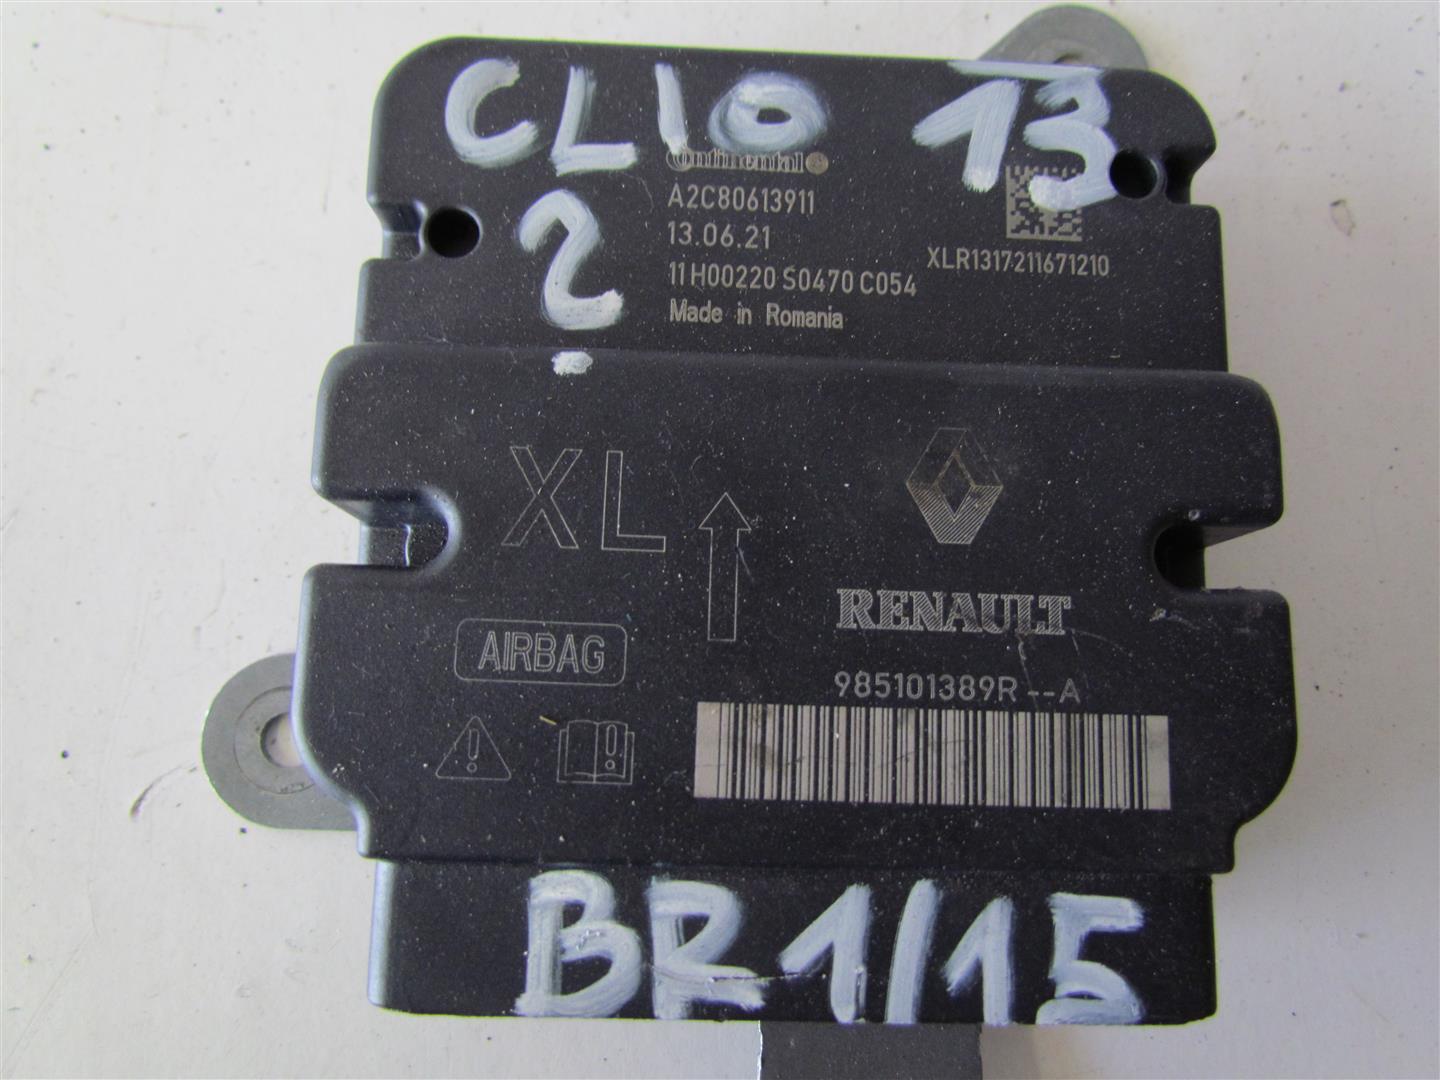 CLIO 13
Continental
A2C80613911
2
13.06.21
XLR1317211671210
11H00220 S0470 C054
Made in Romania
XL
RENAULT
AIRBAG
985101389R--A
BR1/15